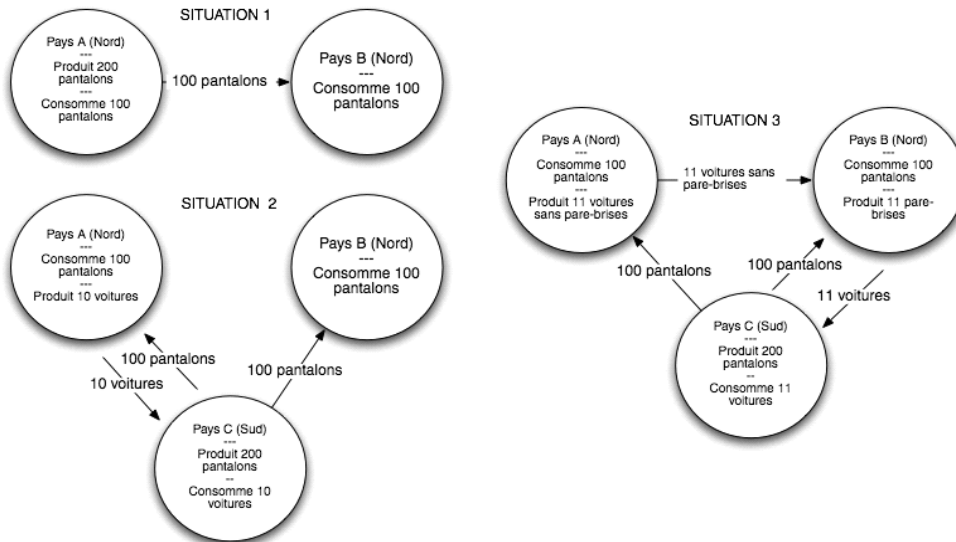 SITUATION 1
Pays A (Nord)
---
Produit 200
pantalons
---
Consomme 100
pantalons
100 pantalons
Pays B (Nord)
---
Consomme 100
pantalons
SITUATION 2
Pays A (Nord)
---
Consomme 100
pantalons
---
Produit 10 voitures
Pays B (Nord)
---
Consomme 100
pantalons
100 pantalons
10 voitures
100 pantalons
Pays C (Sud)
---
Produit 200
pantalons
--
Consomme 10
voitures
SITUATION 3
Pays A (Nord)
---
Consomme 100
pantalons
---
Produit 11 voitures
sans pare-brises
11 voitures sans
pare-brises
Pays B (Nord)
---
Consomme 100
pantalons
---
Produit 11 pare-
brises
100 pantalons
100 pantalons
11 voitures
Pays C (Sud)
---
Produit 200
pantalons
--
Consomme 11
voitures